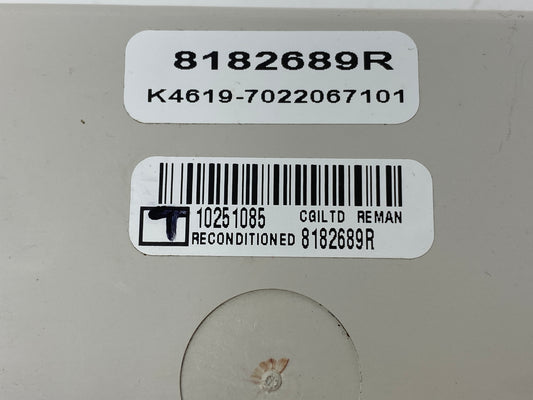 8182689R
K4619-7022067101
10251085 CGILTD REMAN
T RECONDITIONED 8182689R